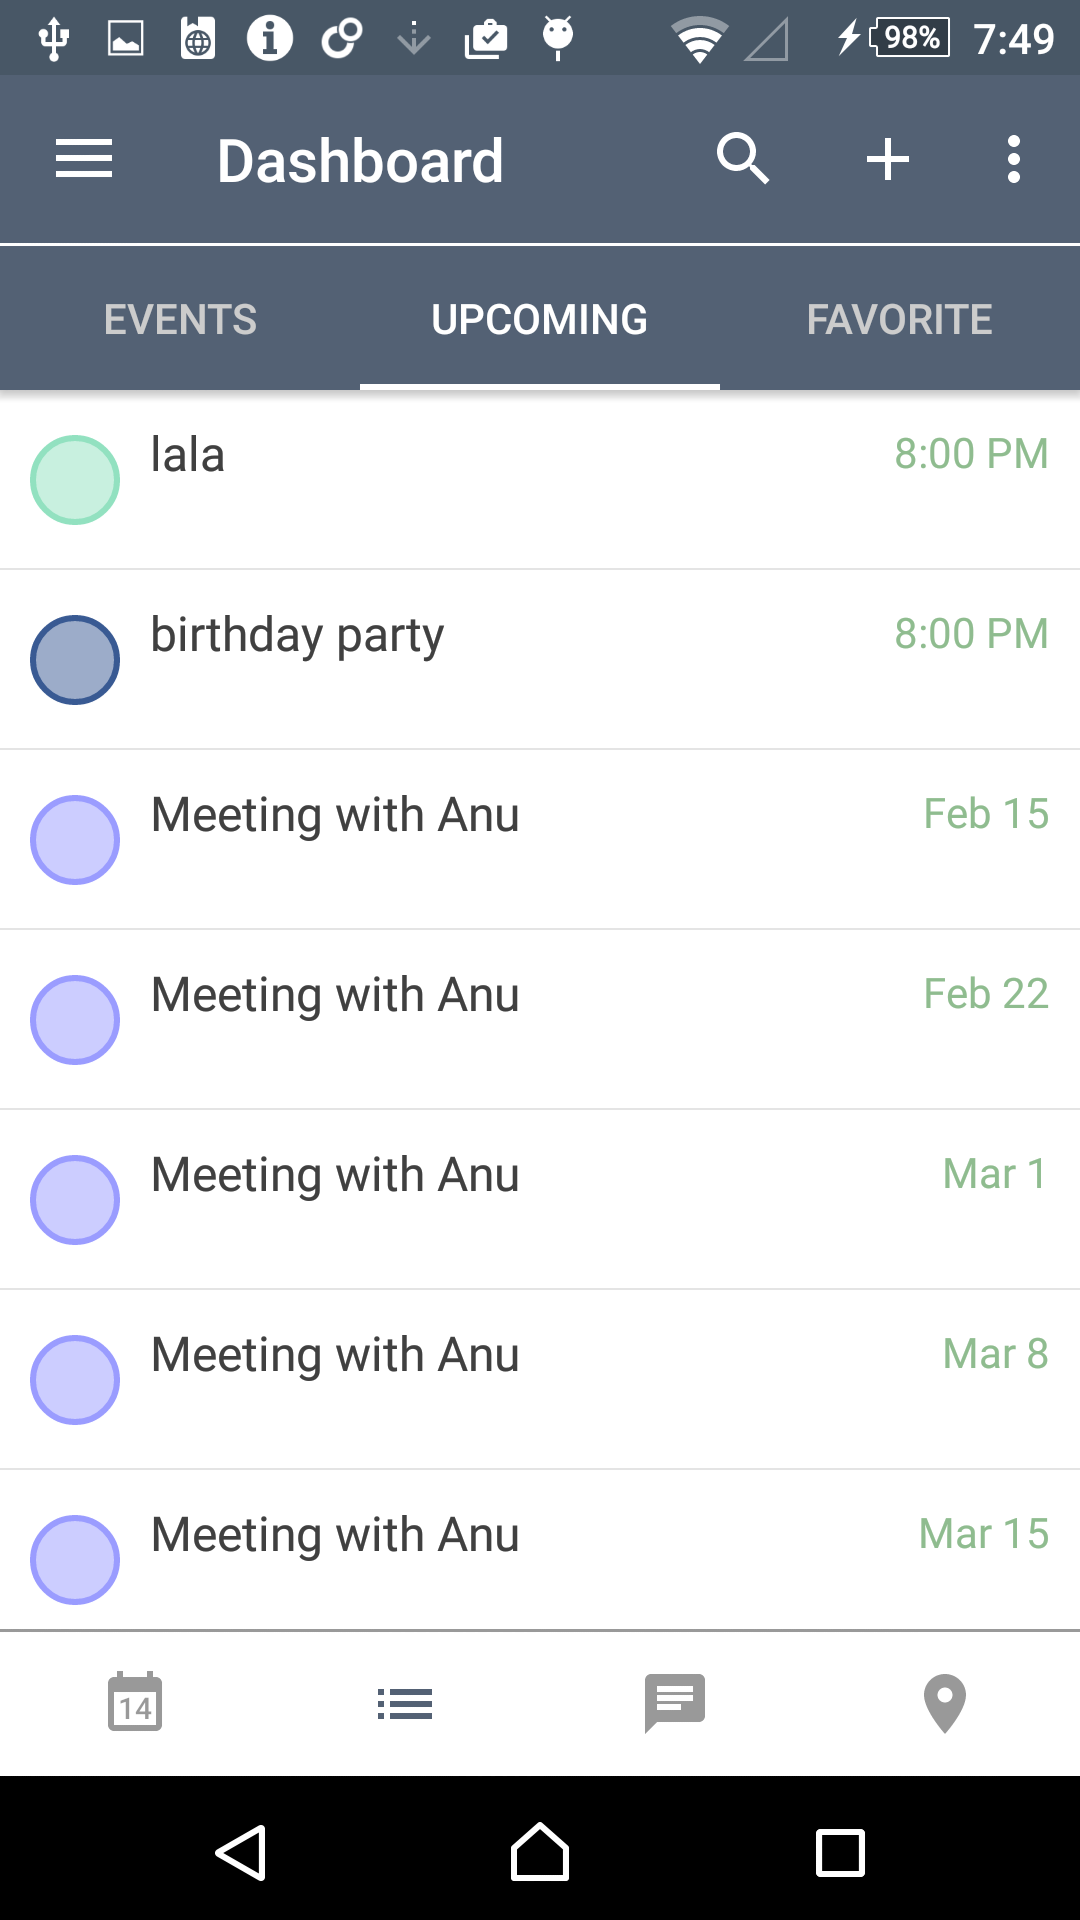 98% 7:49
Dashboard
EVENTS UPCOMING FAVORITE
lala 8:00 PM
birthday party 8:00 PM
Meeting with Anu Feb 15
Meeting with Anu Feb 22
Meeting with Anu Mar 1
Meeting with Anu Mar 8
Meeting with Anu Mar 15
14